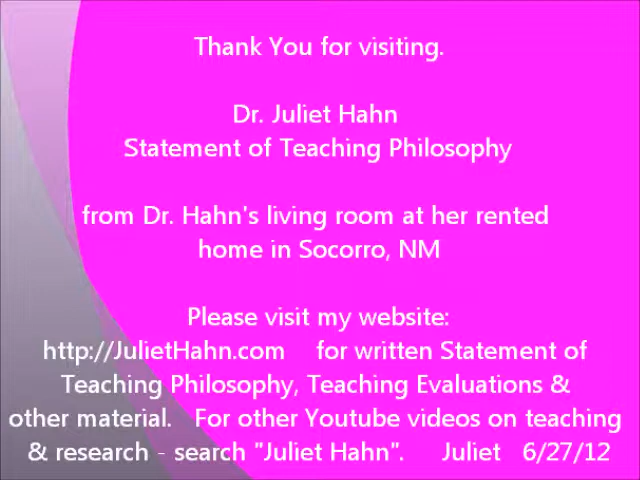 Thank You for visiting.
Dr. Juliet Hahn
Statement of Teaching Philosophy
from Dr. Hahn's living room at her rented
home in Socorro, NM
Please visit my website:
http://JulietHahn.com for written Statement of
Teaching Philosophy, Teaching Evaluations &
other material. For other Youtube videos on teaching
& research - search "Juliet Hahn". Juliet 6/27/12